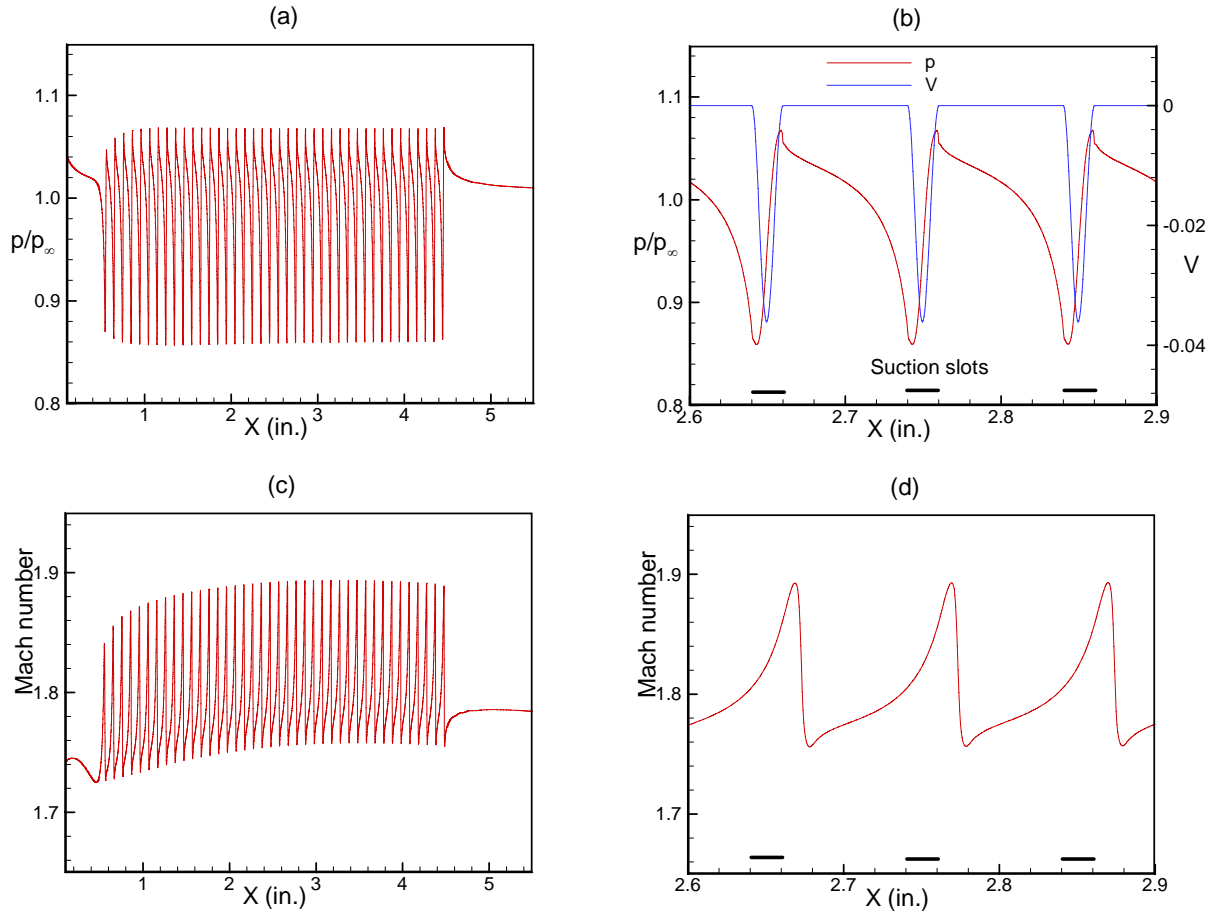 (a)
1.1
1.0
p/p∞
0.9
0.8
1
2
3
4
5
X (in.)
(b)
p
V
1.1
1.0
p/p∞
0.9
0.8
0
-0.02
V
-0.04
Suction slots
2.6
2.7
2.8
2.9
X (in.)
(c)
Mach number
1.9
1.8
1.7
1
2
3
4
5
X (in.)
(d)
Mach number
1.9
1.8
1.7
2.6
2.7
2.8
2.9
X (in.)